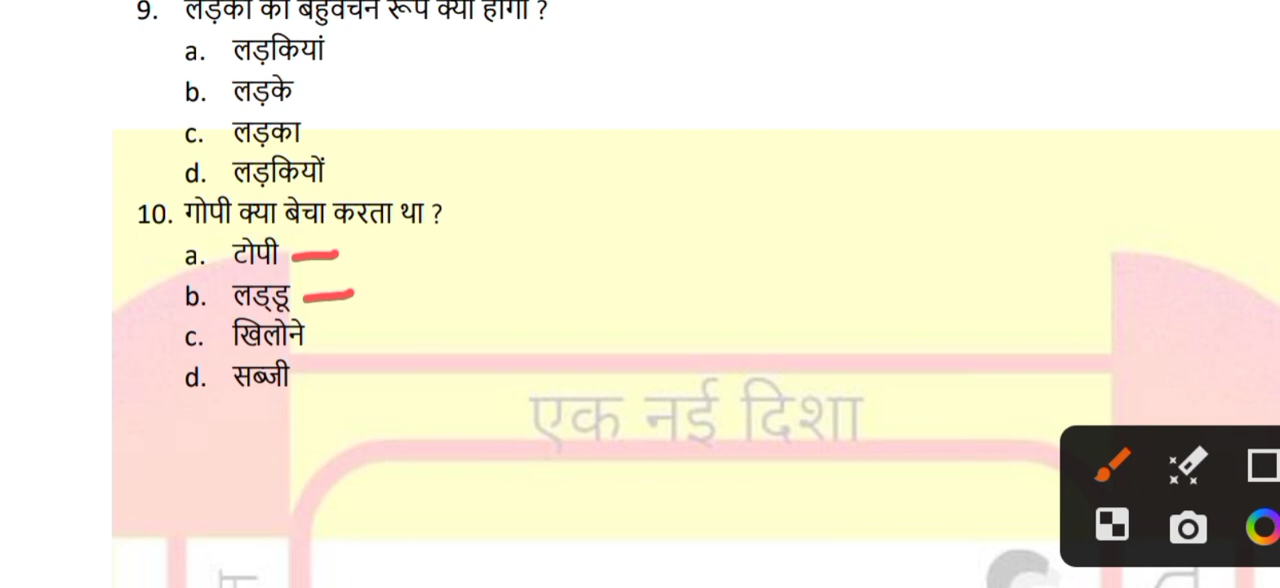 9. लड़का का बहुवचन रूप क्या होगा ?
a. लड़कियां
b. लड़के
c. लड़का
d. लड़कियों
10. गोपी क्या बेचा करता था ?
a. टोपी
b. लड्डू
c. खिलोने
d. सब्जी
एक नई दिशा